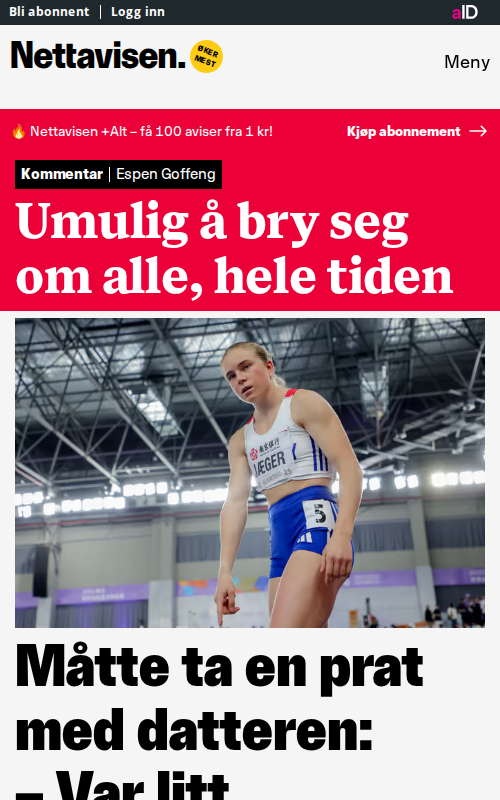 Bli abonnent | Logg inn
aID
Nettavisen.
ØKER
MEST
Meny
🔥 Nettavisen +Alt – få 100 aviser fra 1 kr!
Kjøp abonnement →
Kommentar | Espen Goffeng
Umulig å bry seg
om alle, hele tiden
JÆGER
5
Måtte ta en prat
med datteren:
– Var litt